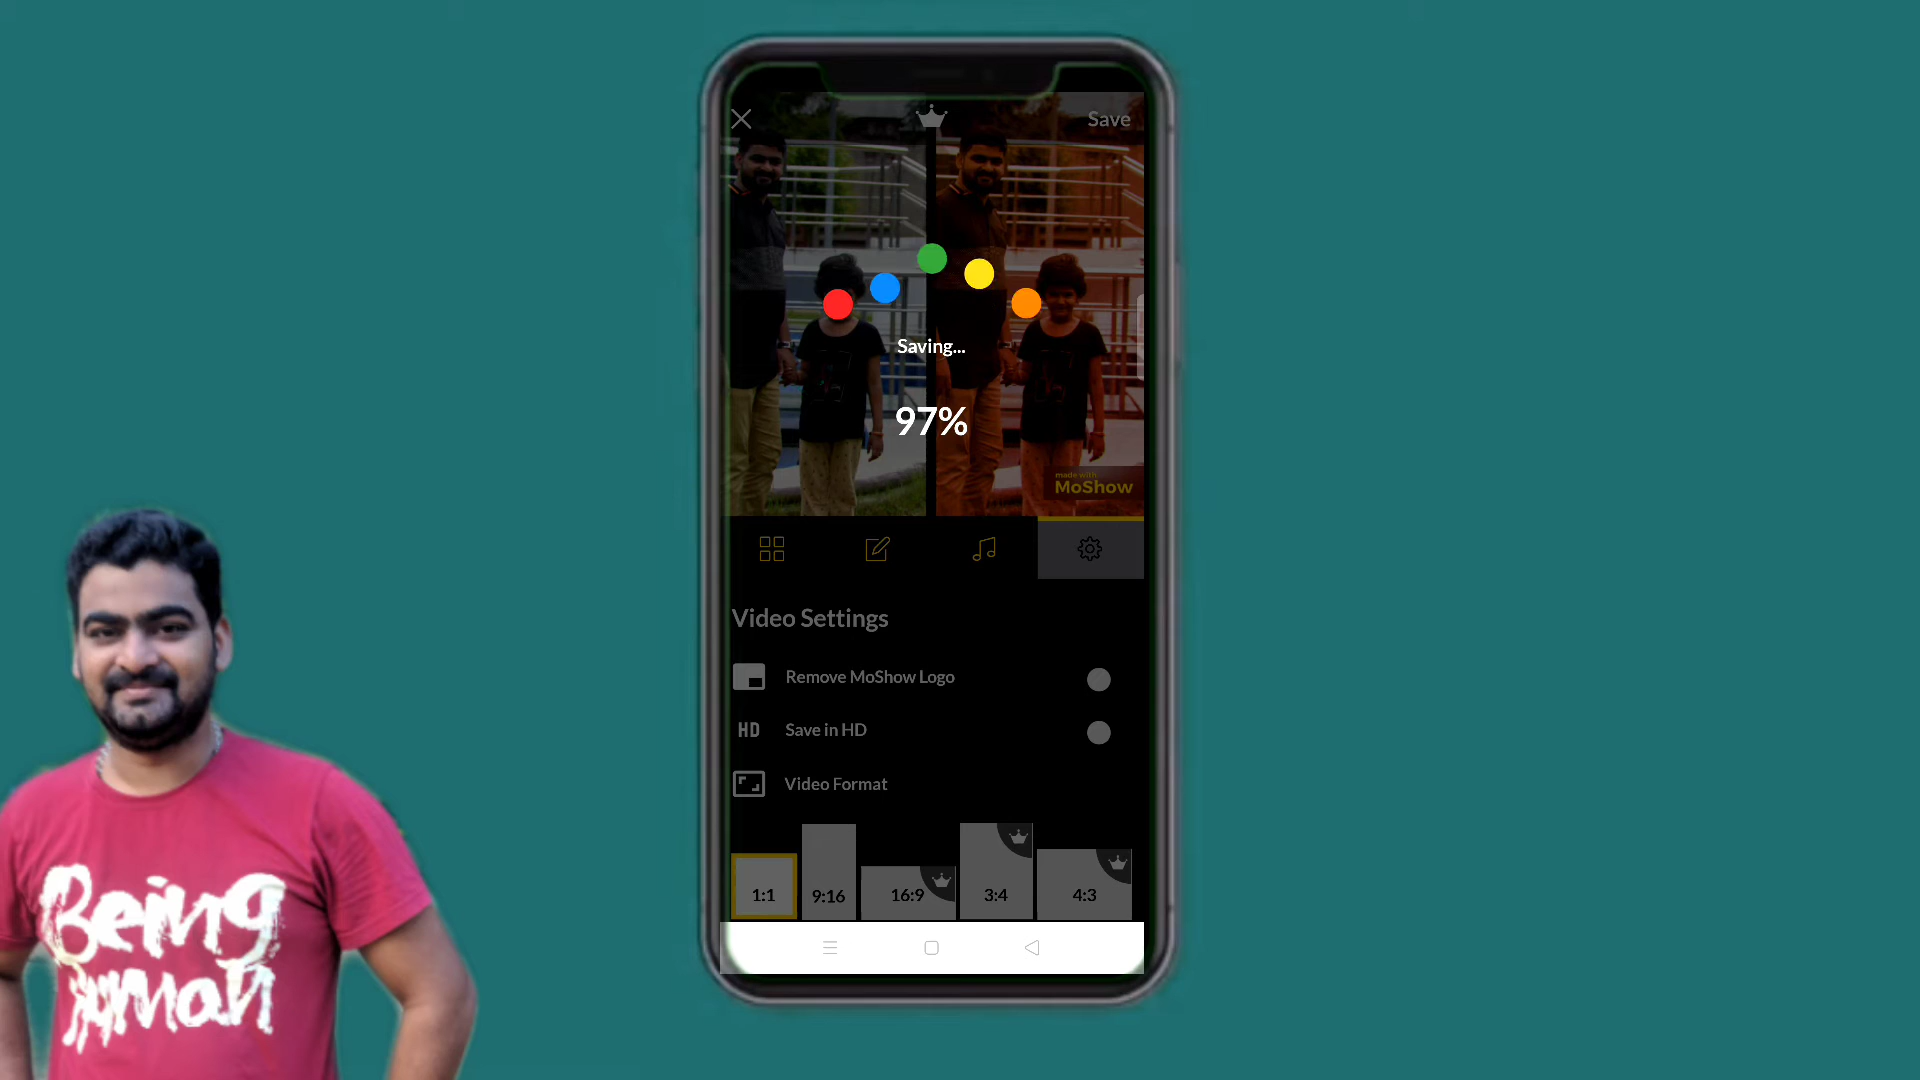 Save
Saving...
97%
made with
MoShow
Video Settings
Remove MoShow Logo
HD Save in HD
Video Format
1:1 9:16 16:9 3:4 4:3
Being
Human